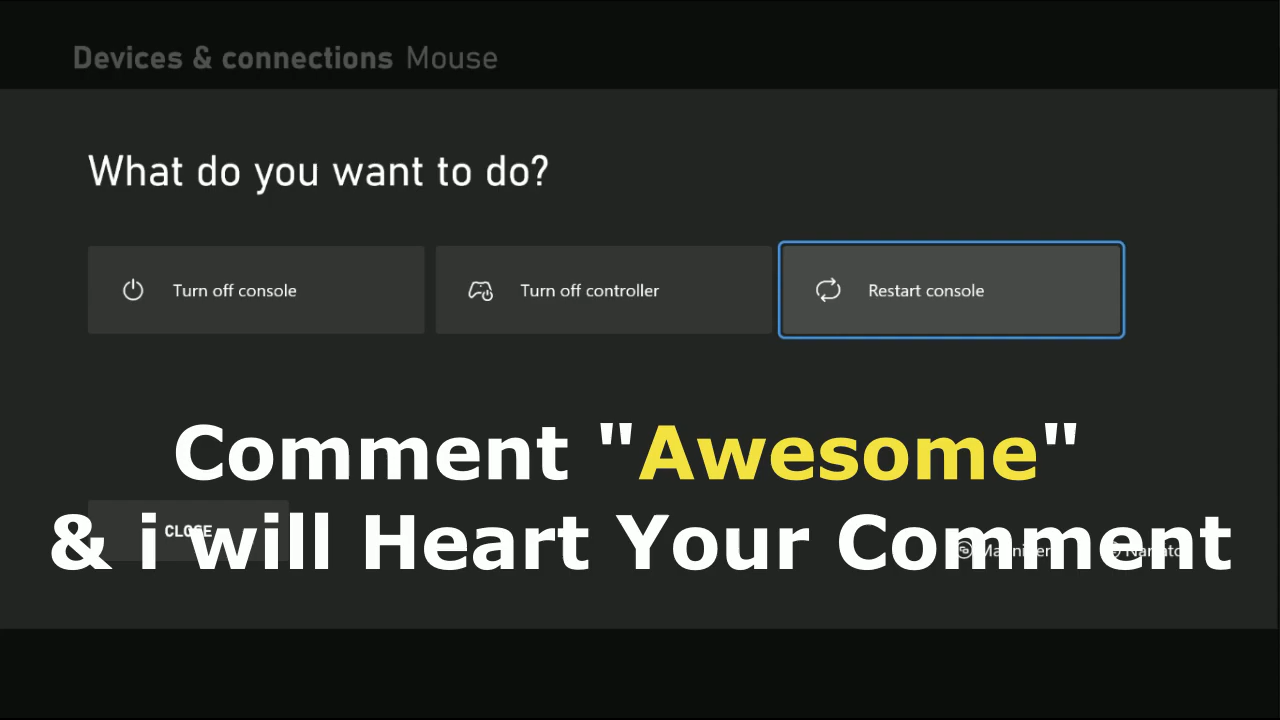 Devices & connections Mouse
What do you want to do?
Turn off console
Turn off controller
Restart console
Comment "Awesome"
CLOSE
& i will Heart Your Comment